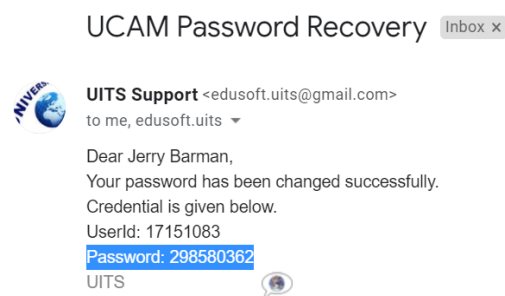 UCAM Password Recovery Inbox ×
UITS Support <edusoft.uits@gmail.com>
to me, edusoft.uits
Dear Jerry Barman,
Your password has been changed successfully.
Credential is given below.
UserId: 17151083
Password: 298580362
UITS